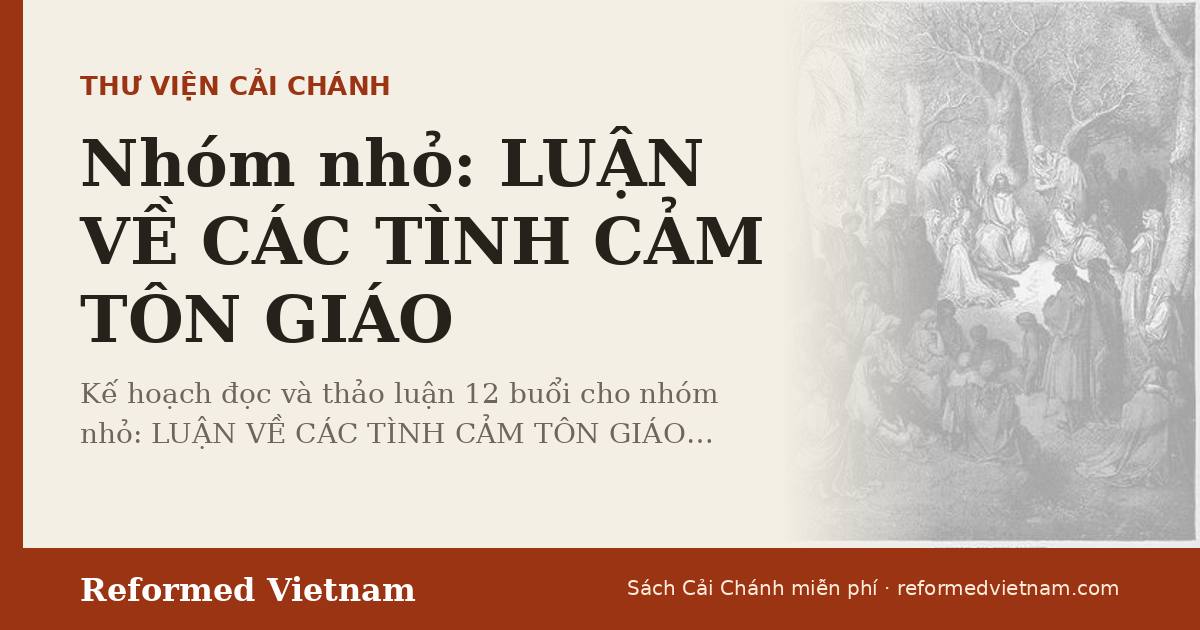 THƯ VIỆN CẢI CHÁNH
Nhóm nhỏ: LUẬN
VỀ CÁC TÌNH CẢM
TÔN GIÁO
Kế hoạch đọc và thảo luận 12 buổi cho nhóm
nhỏ: LUẬN VỀ CÁC TÌNH CẢM TÔN GIÁO...
Reformed Vietnam
Sách Cải Chánh miễn phí · reformedvietnam.com